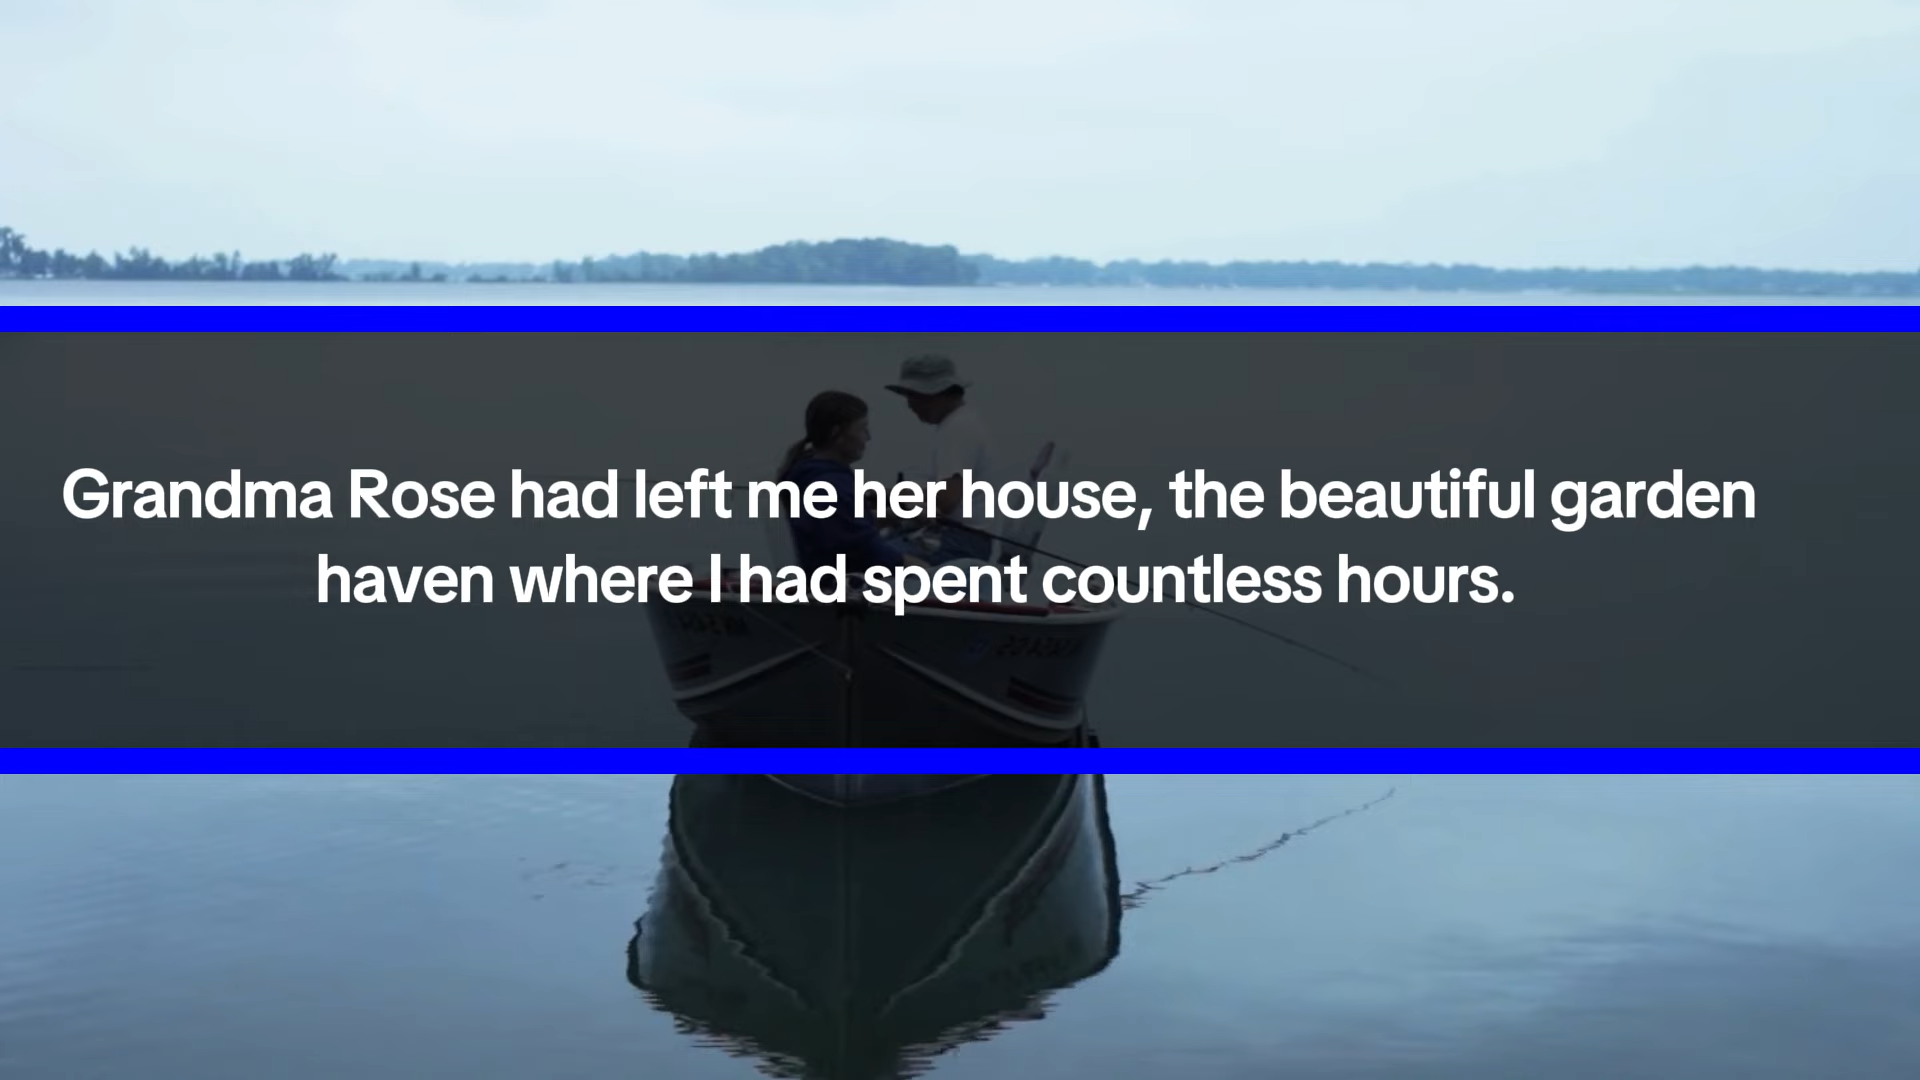 Grandma Rose had left me her house, the beautiful garden
haven where I had spent countless hours.